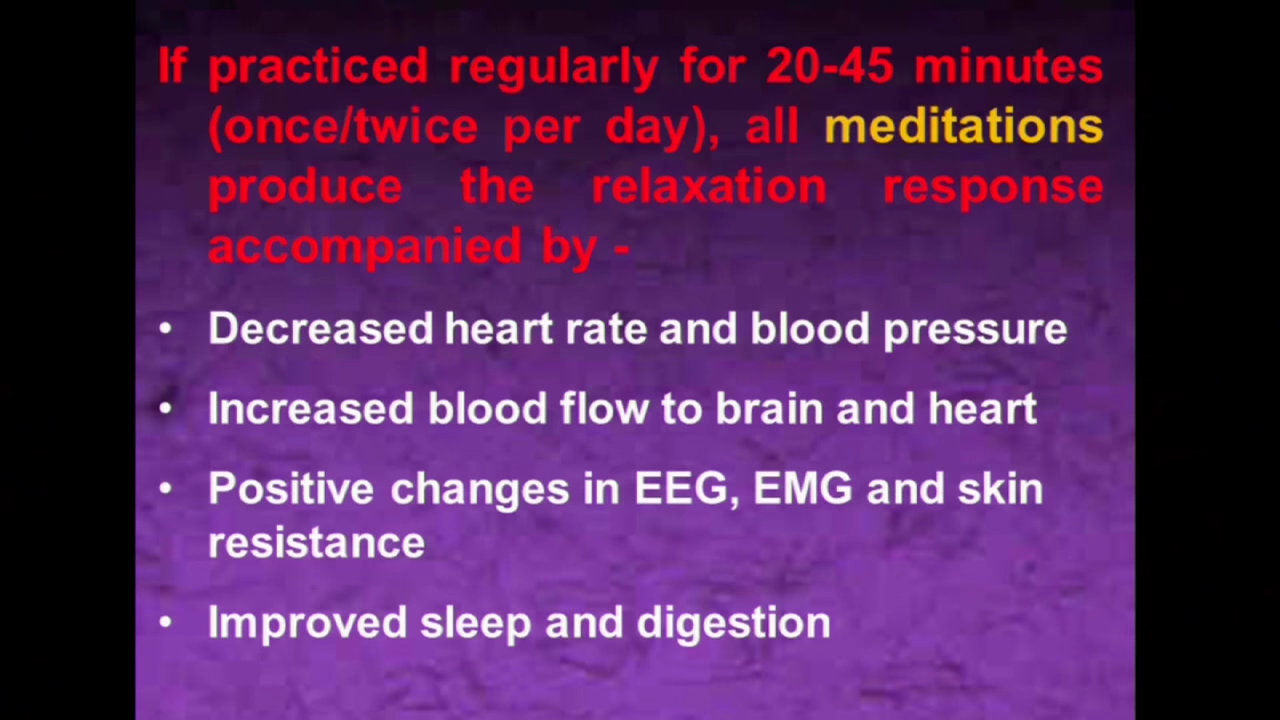 If practiced regularly for 20-45 minutes
(once/twice per day), all meditations
produce the relaxation response
accompanied by -
• Decreased heart rate and blood pressure
• Increased blood flow to brain and heart
• Positive changes in EEG, EMG and skin
resistance
• Improved sleep and digestion